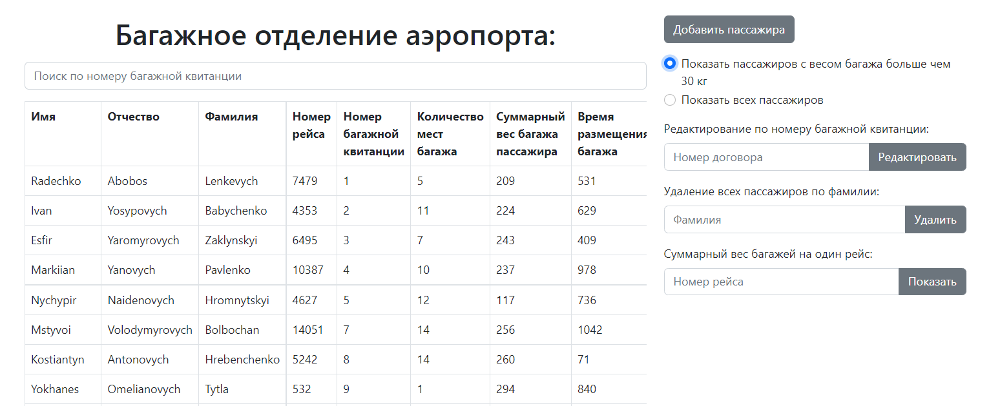 Багажное отделение аэропорта:
Поиск по номеру багажной квитанции
Имя Отчество Фамилия Номер рейса Номер багажной квитанции Количество мест багажа Суммарный вес багажа пассажира Время размещения багажа
Radechko Abobos Lenkevych 7479 1 5 209 531
Ivan Yosypovych Babychenko 4353 2 11 224 629
Esfir Yaromyrovych Zaklynskyi 6495 3 7 243 409
Markiian Yanovych Pavlenko 10387 4 10 237 978
Nychypir Naidenovych Hromnytskyi 4627 5 12 117 736
Mstyvoi Volodymyrovych Bolbochan 14051 7 14 256 1042
Kostiantyn Antonovych Hrebenchenko 5242 8 14 260 71
Yokhanes Omelianovych Tytla 532 9 1 294 840
Добавить пассажира
Показать пассажиров с весом багажа больше чем
30 кг
Показать всех пассажиров
Редактирование по номеру багажной квитанции:
Номер договора Редактировать
Удаление всех пассажиров по фамилии:
Фамилия Удалить
Суммарный вес багажей на один рейс:
Номер рейса Показать